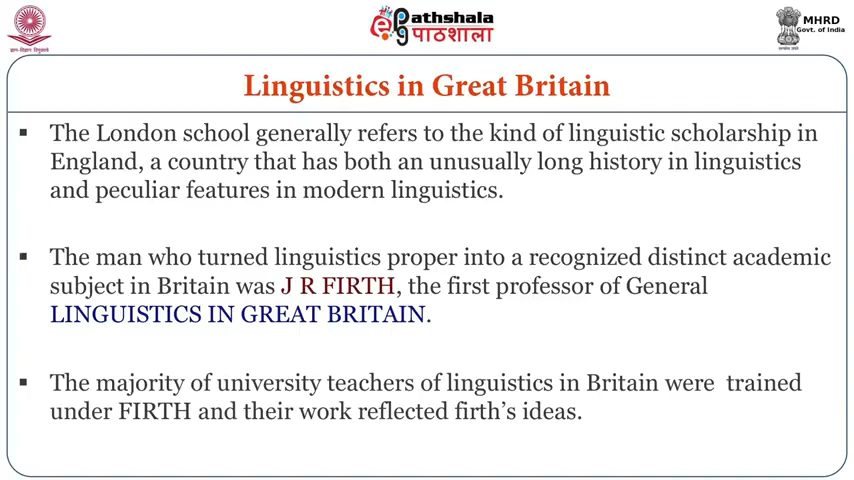 ज्ञान-विज्ञान विमुक्तये
ePathshala
पाठशाला
MHRD
Govt. of India
Linguistics in Great Britain
▪ The London school generally refers to the kind of linguistic scholarship in
England, a country that has both an unusually long history in linguistics
and peculiar features in modern linguistics.
▪ The man who turned linguistics proper into a recognized distinct academic
subject in Britain was J R FIRTH, the first professor of General
LINGUISTICS IN GREAT BRITAIN.
▪ The majority of university teachers of linguistics in Britain were trained
under FIRTH and their work reflected firth's ideas.